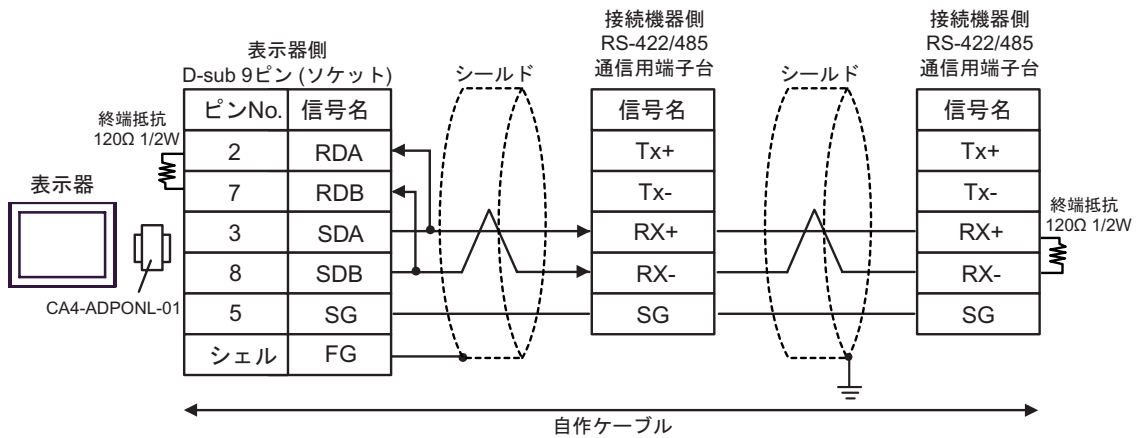 表示器側
D-sub 9ピン (ソケット)
シールド
接続機器側
RS-422/485
通信用端子台
シールド
接続機器側
RS-422/485
通信用端子台
終端抵抗
120Ω 1/2W
ピンNo. 信号名
2 RDA
7 RDB
3 SDA
8 SDB
5 SG
シェル FG
信号名
Tx+
Tx-
RX+
RX-
SG
信号名
Tx+
Tx-
RX+
RX-
SG
終端抵抗
120Ω 1/2W
表示器
CA4-ADPONL-01
自作ケーブル